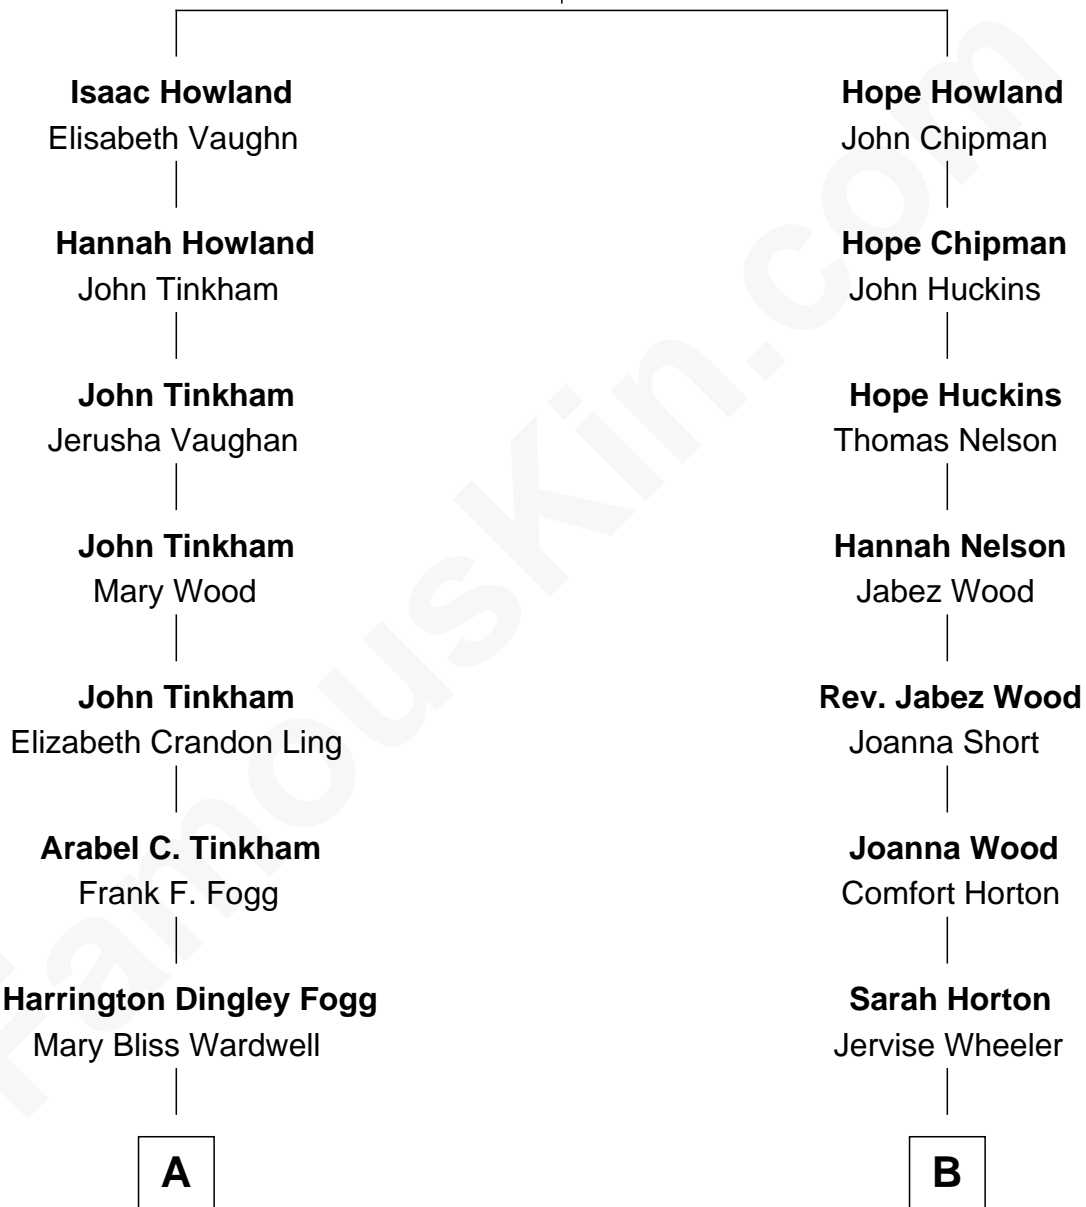 Isaac Howland
Elisabeth Vaughn
Hannah Howland
John Tinkham
John Tinkham
Jerusha Vaughan
John Tinkham
Mary Wood
John Tinkham
Elizabeth Crandon Ling
Arabel C. Tinkham
Frank F. Fogg
Harrington Dingley Fogg
Mary Bliss Wardwell
A
Hope Howland
John Chipman
Hope Chipman
John Huckins
Hope Huckins
Thomas Nelson
Hannah Nelson
Jabez Wood
Rev. Jabez Wood
Joanna Short
Joanna Wood
Comfort Horton
Sarah Horton
Jervise Wheeler
B
FamousKin.com